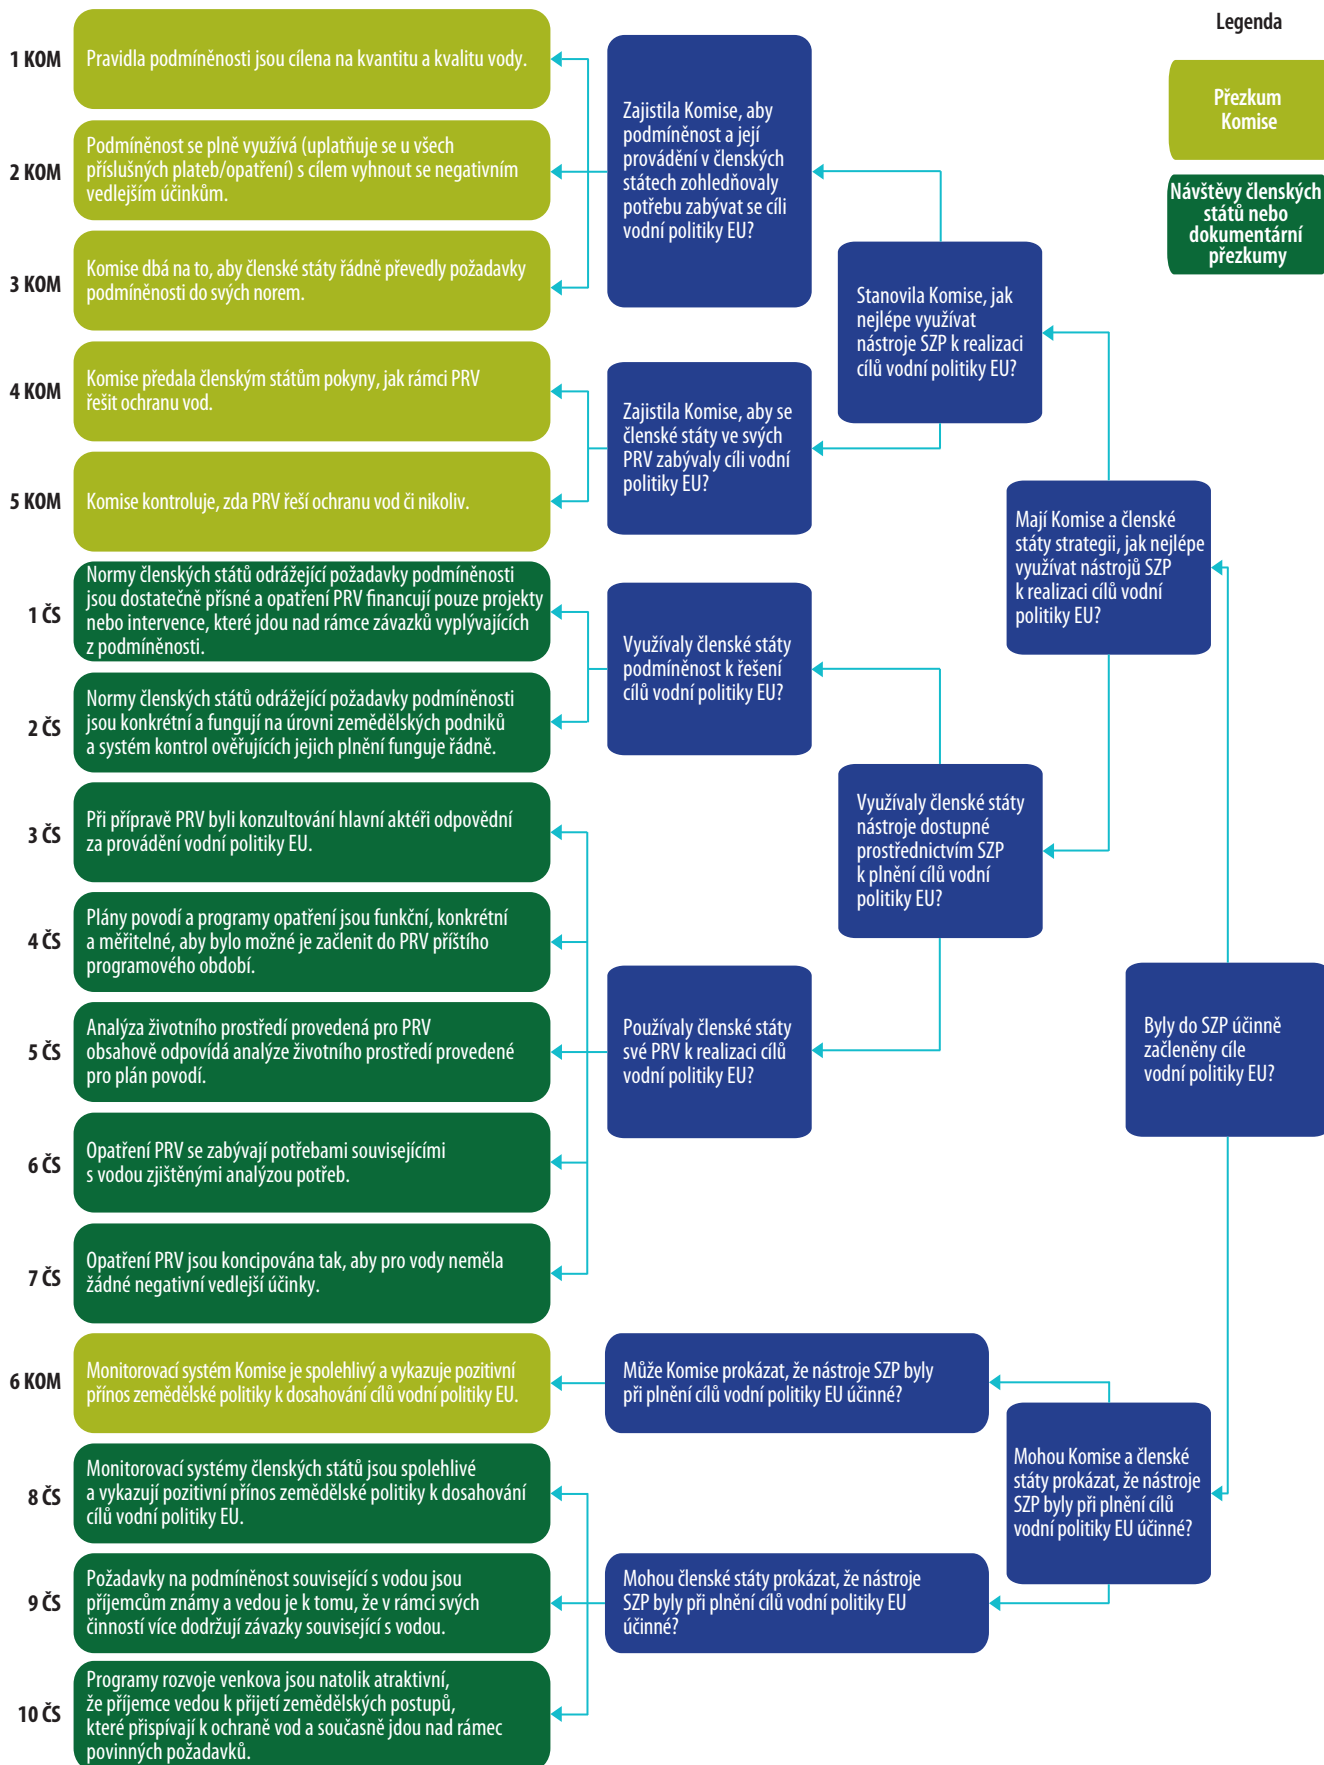 Legenda
Přezkum
Komise
Návštěvy členských
států nebo
dokumentární
přezkumy
1 KOM
Pravidla podmíněnosti jsou cílena na kvantitu a kvalitu vody.
2 KOM
Podmíněnost se plně využívá (uplatňuje se u všech
příslušných plateb/opatření) s cílem vyhnout se negativním
vedlejším účinkům.
3 KOM
Komise dbá na to, aby členské státy řádně převedly požadavky
podmíněnosti do svých norem.
4 KOM
Komise předala členským státům pokyny, jak rámci PRV
řešit ochranu vod.
5 KOM
Komise kontroluje, zda PRV řeší ochranu vod či nikoliv.
1 ČS
Normy členských států odrážející požadavky podmíněnosti
jsou dostatečně přísné a opatření PRV financují pouze projekty
nebo intervence, které jdou nad rámce závazků vyplývajících
z podmíněnosti.
2 ČS
Normy členských států odrážející požadavky podmíněnosti
jsou konkrétní a fungují na úrovni zemědělských podniků
a systém kontrol ověřujících jejich plnění funguje řádně.
3 ČS
Při přípravě PRV byli konzultování hlavní aktéři odpovědní
za provádění vodní politiky EU.
4 ČS
Plány povodí a programy opatření jsou funkční, konkrétní
a měřitelné, aby bylo možné je začlenit do PRV příštího
programového období.
5 ČS
Analýza životního prostředí provedená pro PRV
obsahově odpovídá analýze životního prostředí provedené
pro plán povodí.
6 ČS
Opatření PRV se zabývají potřebami souvisejícími
s vodou zjištěnými analýzou potřeb.
7 ČS
Opatření PRV jsou koncipována tak, aby pro vody neměla
žádné negativní vedlejší účinky.
6 KOM
Monitorovací systém Komise je spolehlivý a vykazuje pozitivní
přínos zemědělské politiky k dosahování cílů vodní politiky EU.
8 ČS
Monitorovací systémy členských států jsou spolehlivé
a vykazují pozitivní přínos zemědělské politiky k dosahování
cílů vodní politiky EU.
9 ČS
Požadavky na podmíněnost související s vodou jsou
příjemcům známy a vedou je k tomu, že v rámci svých
činností více dodržují závazky související s vodou.
10 ČS
Programy rozvoje venkova jsou natolik atraktivní,
že příjemce vedou k přijetí zemědělských postupů,
které přispívají k ochraně vod a současně jdou nad rámec
povinných požadavků.
Zajistila Komise, aby
podmíněnost a její
provádění v členských
státech zohledňovaly
potřebu zabývat se cíli
vodní politiky EU?
Zajistila Komise, aby se
členské státy ve svých
PRV zabývaly cíli vodní
politiky EU?
Využívaly členské státy
podmíněnost k řešení
cílů vodní politiky EU?
Používaly členské státy
své PRV k realizaci cílů
vodní politiky EU?
Může Komise prokázat, že nástroje SZP byly
při plnění cílů vodní politiky EU účinné?
Mohou členské státy prokázat, že nástroje
SZP byly při plnění cílů vodní politiky EU
účinné?
Stanovila Komise, jak
nejlépe využívat
nástroje SZP k realizaci
cílů vodní politiky EU?
Využívaly členské státy
nástroje dostupné
prostřednictvím SZP
k plnění cílů vodní
politiky EU?
Mají Komise a členské
státy strategii, jak nejlépe
využívat nástrojů SZP
k realizaci cílů vodní
politiky EU?
Mohou Komise a členské
státy prokázat, že nástroje
SZP byly při plnění cílů
vodní politiky EU účinné?
Byly do SZP účinně
začleněny cíle
vodní politiky EU?